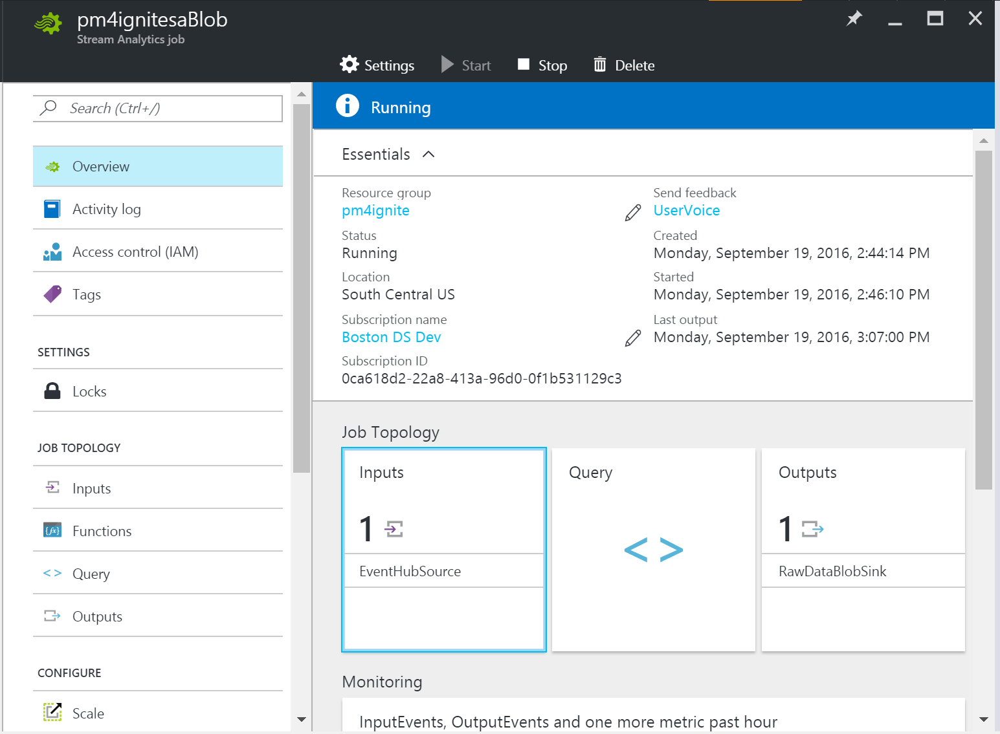 pm4ignitesaBlob
Stream Analytics job
Settings
Start
Stop
Delete
Search (Ctrl+/)
Overview
Activity log
Access control (IAM)
Tags
SETTINGS
Locks
JOB TOPOLOGY
Inputs
Functions
Query
Outputs
CONFIGURE
Scale
Running
Essentials
Resource group
pm4ignite
Status
Running
Location
South Central US
Subscription name
Boston DS Dev
Subscription ID
0ca618d2-22a8-413a-96d0-0f1b531129c3
Send feedback
UserVoice
Created
Monday, September 19, 2016, 2:44:14 PM
Started
Monday, September 19, 2016, 2:46:10 PM
Last output
Monday, September 19, 2016, 3:07:00 PM
Job Topology
Inputs
1
EventHubSource
Query
< >
Outputs
1
RawDataBlobSink
Monitoring
InputEvents, OutputEvents and one more metric past hour